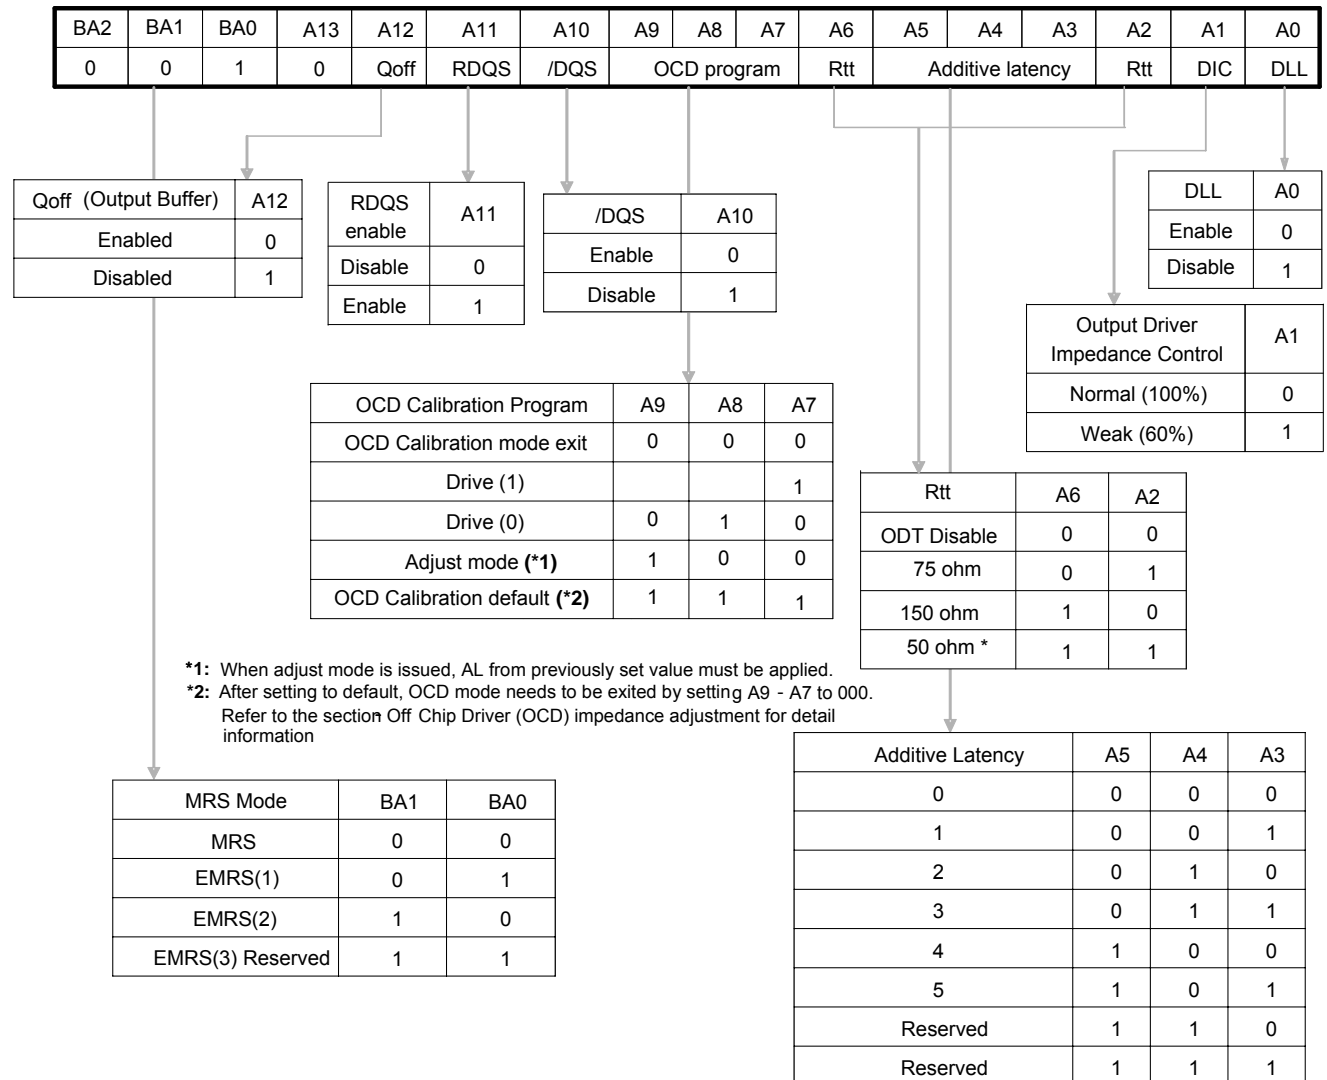 BA2 BA1 BA0 A13 A12 A11 A10 A9 A8 A7 A6 A5 A4 A3 A2 A1 A0
0 0 1 0 Qoff RDQS /DQS OCD program Rtt Additive latency Rtt DIC DLL
Qoff (Output Buffer) A12
Enabled 0
Disabled 1
RDQS enable A11
Disable 0
Enable 1
/DQS A10
Enable 0
Disable 1
DLL A0
Enable 0
Disable 1
Output Driver
Impedance Control A1
Normal (100%) 0
Weak (60%) 1
OCD Calibration Program A9 A8 A7
OCD Calibration mode exit 0 0 0
Drive (1) 1
Drive (0) 0 1 0
Adjust mode (*1) 1 0 0
OCD Calibration default (*2) 1 1 1
Rtt A6 A2
ODT Disable 0 0
75 ohm 0 1
150 ohm 1 0
50 ohm * 1 1
*1: When adjust mode is issued, AL from previously set value must be applied.
*2: After setting to default, OCD mode needs to be exited by setting A9 - A7 to 000.
Refer to the section Off Chip Driver (OCD) impedance adjustment for detail
information
MRS Mode BA1 BA0
MRS 0 0
EMRS(1) 0 1
EMRS(2) 1 0
EMRS(3) Reserved 1 1
Additive Latency A5 A4 A3
0 0 0 0
1 0 0 1
2 0 1 0
3 0 1 1
4 1 0 0
5 1 0 1
Reserved 1 1 0
Reserved 1 1 1